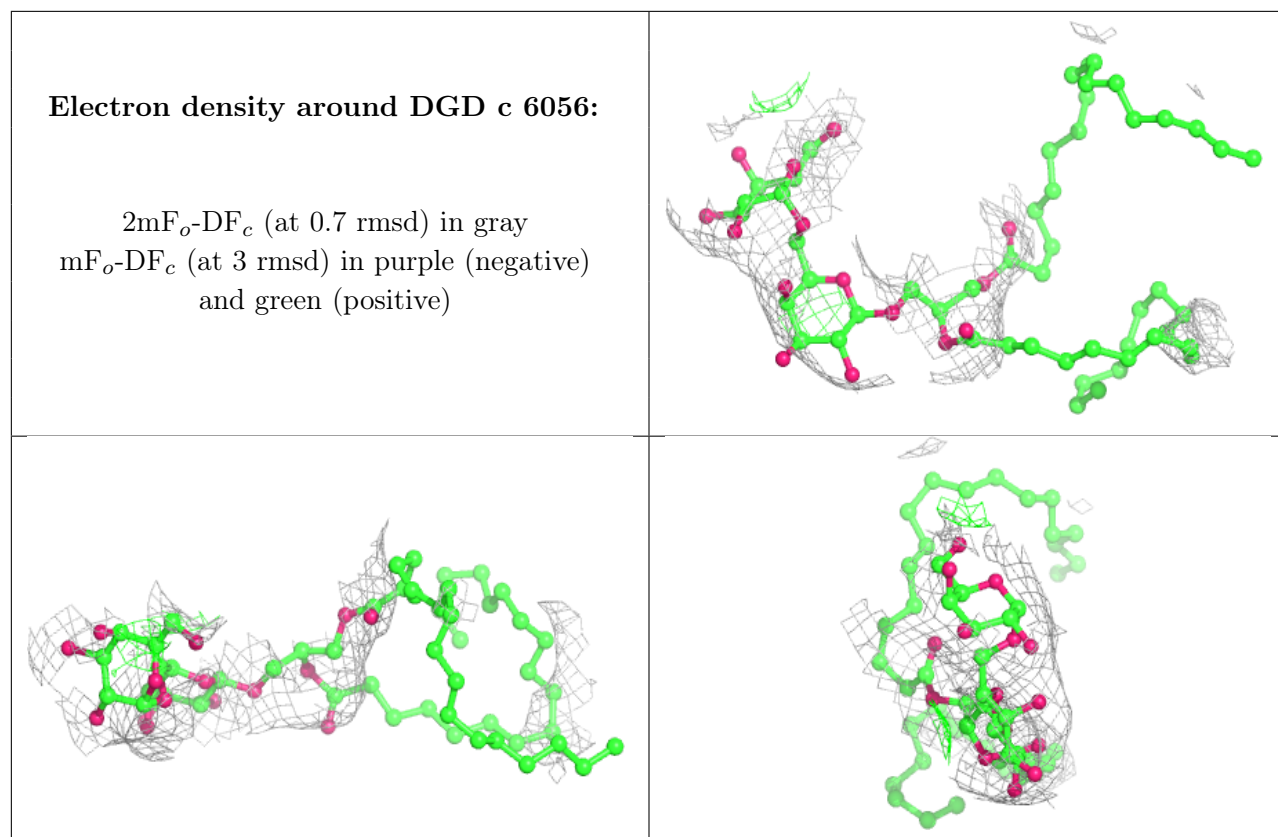 Electron density around DGD c 6056:
2mFo-DFc (at 0.7 rmsd) in gray
mFo-DFc (at 3 rmsd) in purple (negative)
and green (positive)